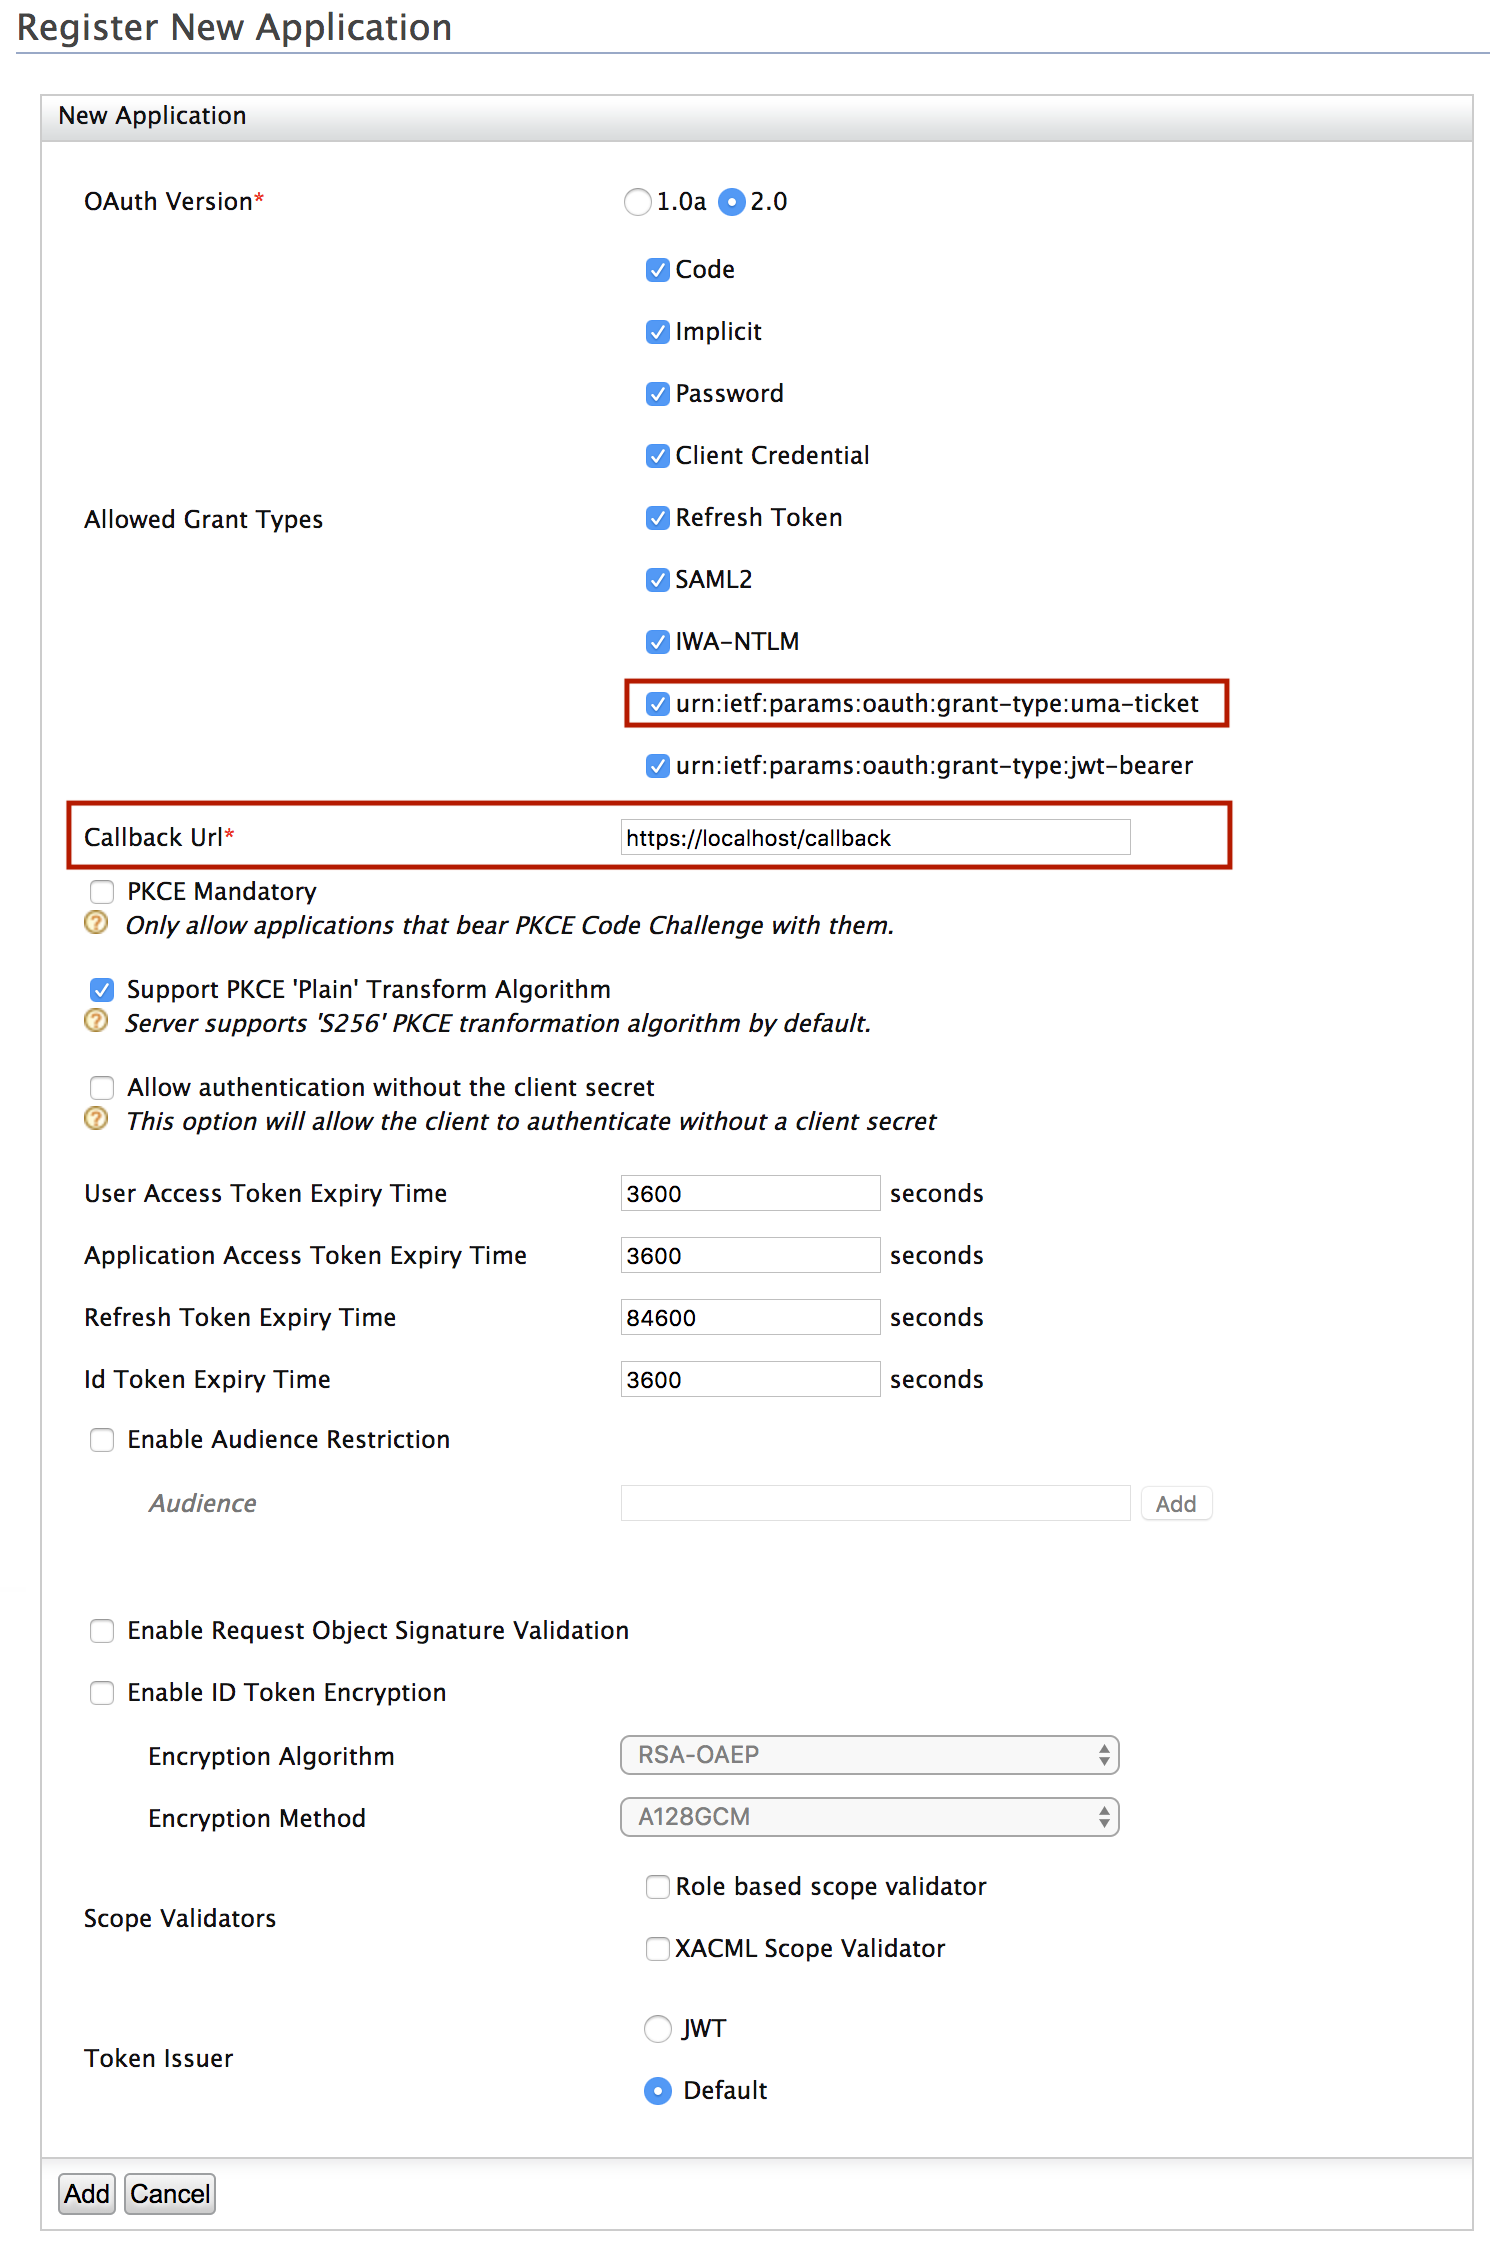 Register New Application
New Application
OAuth Version*
1.0a 2.0
Code
Implicit
Password
Client Credential
Allowed Grant Types
Refresh Token
SAML2
IWA-NTLM
urn:ietf:params:oauth:grant-type:uma-ticket
urn:ietf:params:oauth:grant-type:jwt-bearer
Callback Url* https://localhost/callback
PKCE Mandatory
? Only allow applications that bear PKCE Code Challenge with them.
Support PKCE 'Plain' Transform Algorithm
? Server supports 'S256' PKCE tranformation algorithm by default.
Allow authentication without the client secret
? This option will allow the client to authenticate without a client secret
User Access Token Expiry Time 3600 seconds
Application Access Token Expiry Time 3600 seconds
Refresh Token Expiry Time 84600 seconds
Id Token Expiry Time 3600 seconds
Enable Audience Restriction
Audience Add
Enable Request Object Signature Validation
Enable ID Token Encryption
Encryption Algorithm RSA-OAEP
Encryption Method A128GCM
Role based scope validator
Scope Validators
XACML Scope Validator
JWT
Token Issuer
Default
Add Cancel